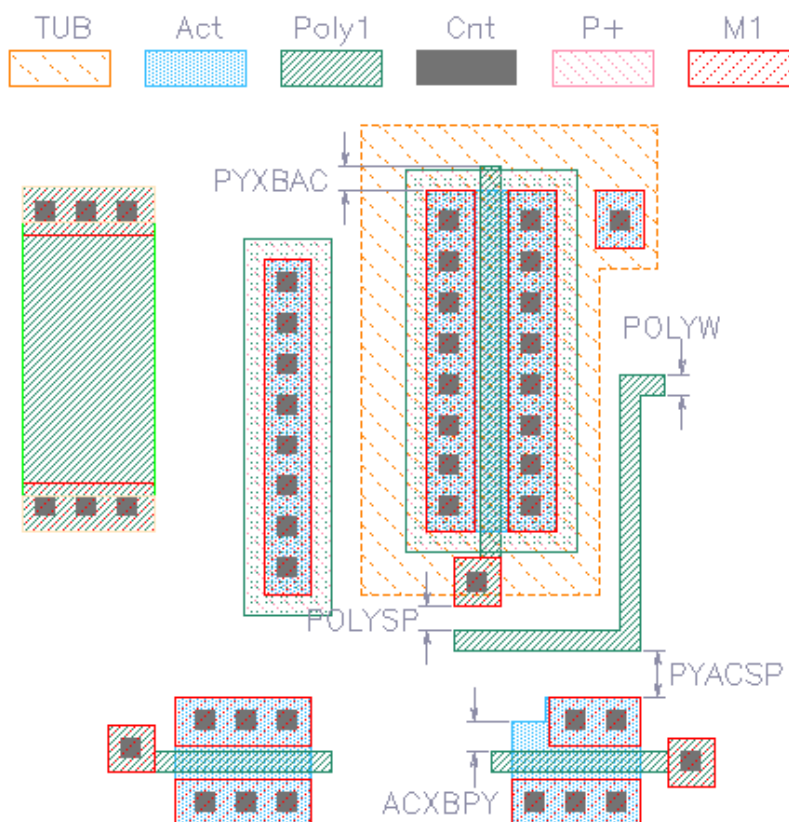 TUB Act Poly1 Cnt P+ M1
PYXBAC
POLYW
POLYSP
PYACSP
ACXBPY